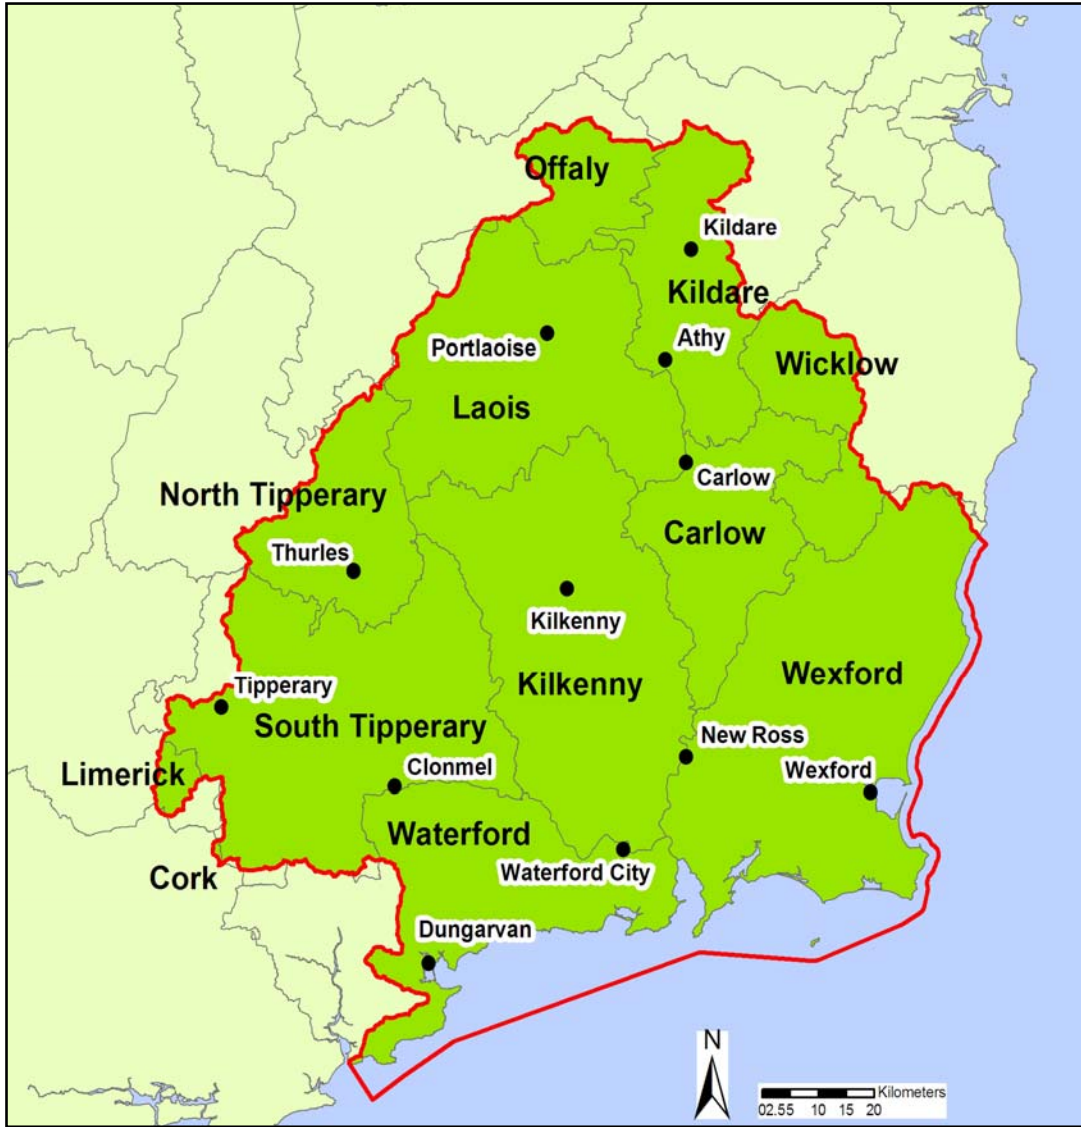 Offaly
Kildare
Kildare
Portlaoise
Athy
Wicklow
Laois
Carlow
North Tipperary
Carlow
Thurles
Kilkenny
Wexford
Kilkenny
Tipperary
South Tipperary
New Ross
Limerick
Clonmel
Wexford
Waterford
Cork
Waterford City
Dungarvan
N
Kilometers
02.55 10 15 20